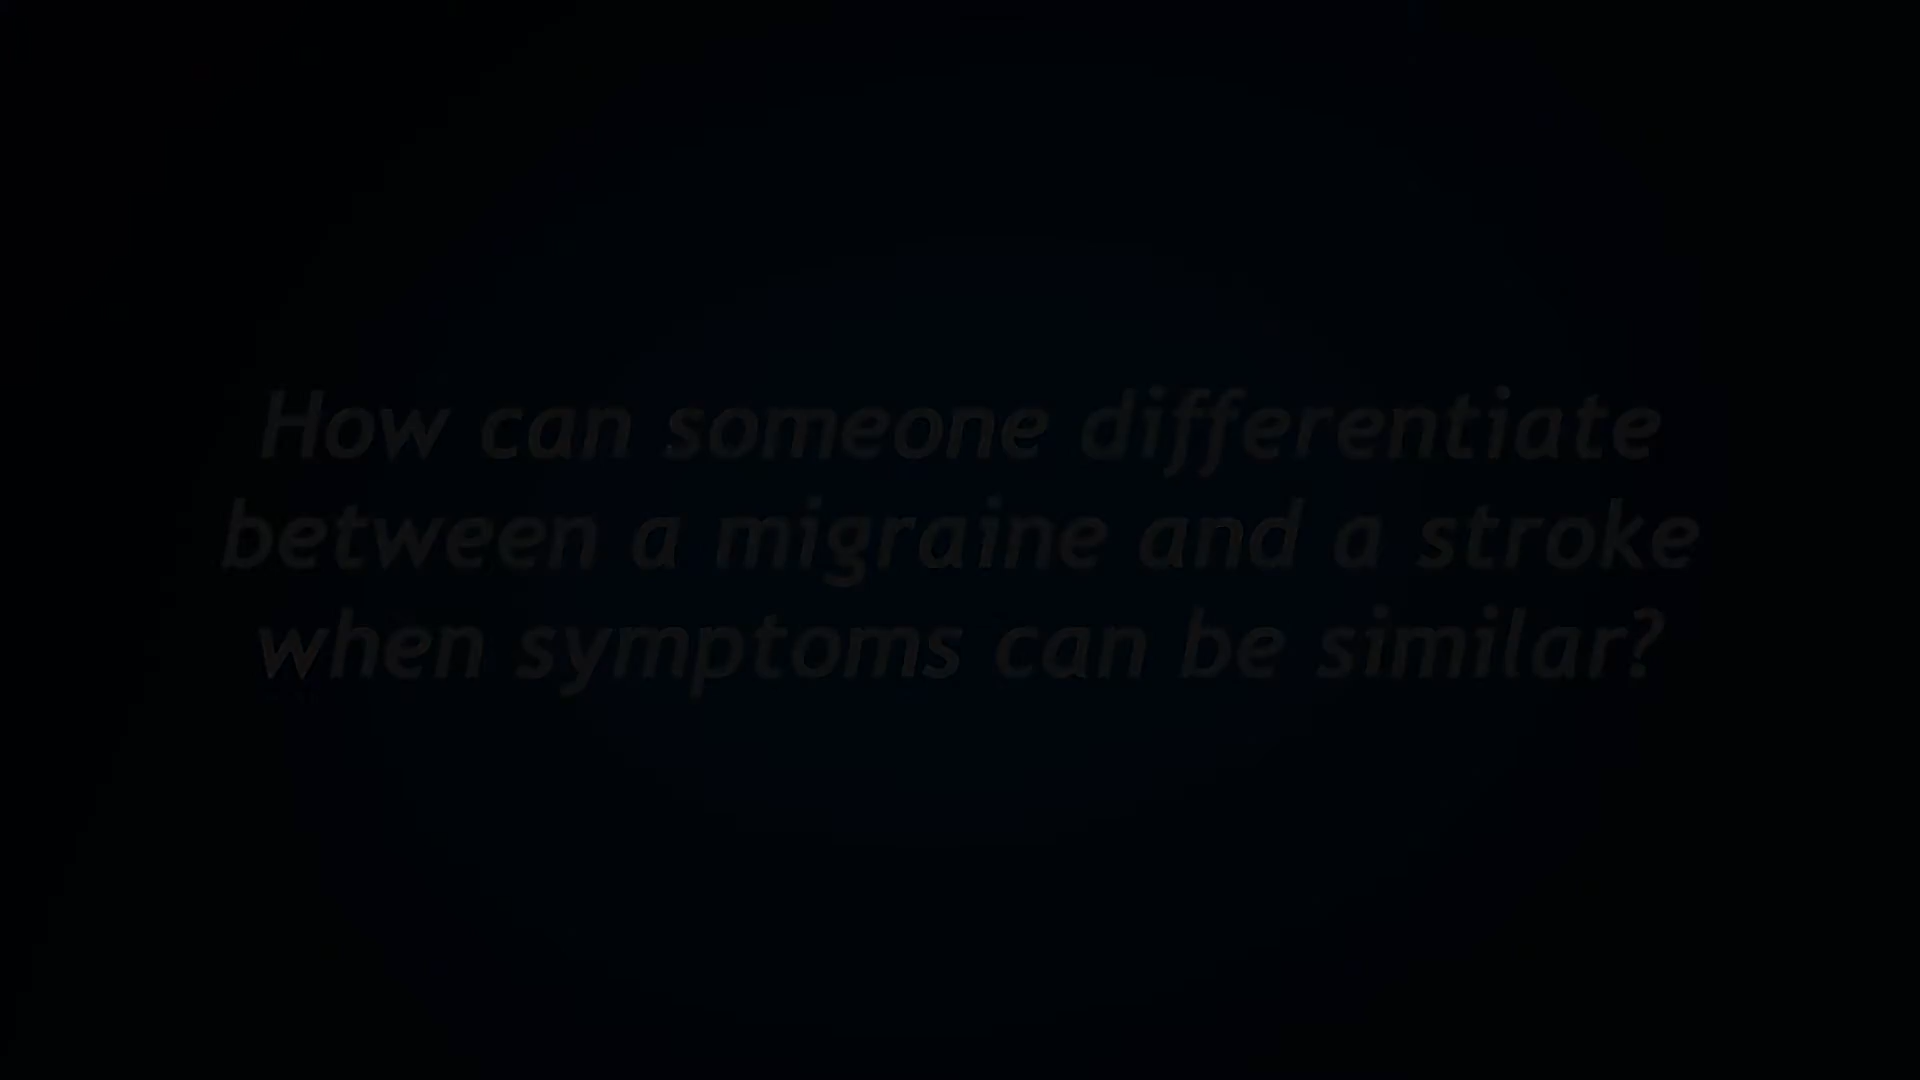 How can someone differentiate
between a migraine and a stroke
when symptoms can be similar?